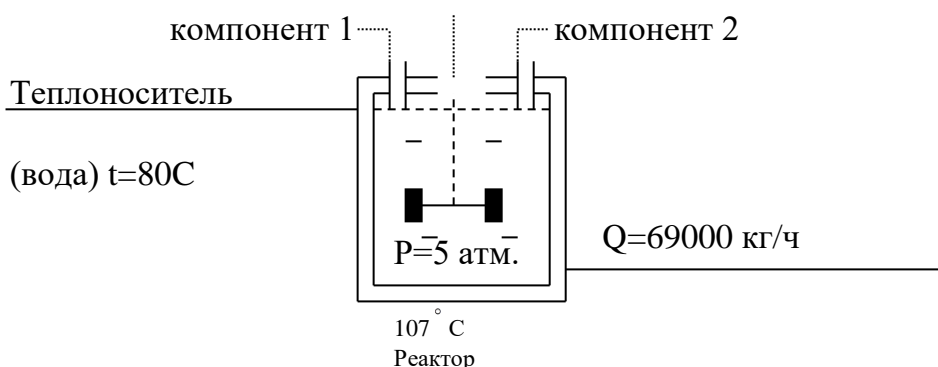 компонент 1
компонент 2
Теплоноситель
(вода) t=80C
Q=69000 кг/ч
P=5 атм.
107 ° C
Реактор